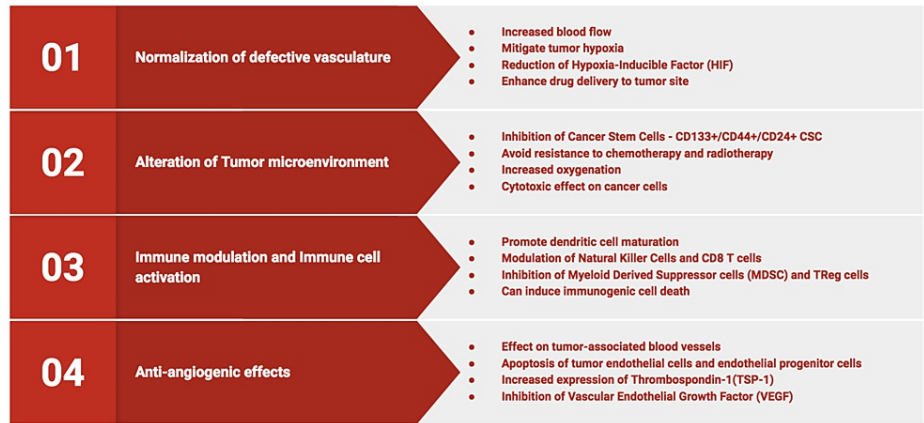 01
Normalization of defective vasculature
• Increased blood flow
• Mitigate tumor hypoxia
• Reduction of Hypoxia-Inducible Factor (HIF)
• Enhance drug delivery to tumor site
02
Alteration of Tumor microenvironment
• Inhibition of Cancer Stem Cells - CD133+/CD44+/CD24+ CSC
• Avoid resistance to chemotherapy and radiotherapy
• Increased oxygenation
• Cytotoxic effect on cancer cells
03
Immune modulation and Immune cell
activation
• Promote dendritic cell maturation
• Modulation of Natural Killer Cells and CD8 T cells
• Inhibition of Myeloid Derived Suppressor cells (MDSC) and TReg cells
• Can induce immunogenic cell death
04
Anti-angiogenic effects
• Effect on tumor-associated blood vessels
• Apoptosis of tumor endothelial cells and endothelial progenitor cells
• Increased expression of Thrombospondin-1(TSP-1)
• Inhibition of Vascular Endothelial Growth Factor (VEGF)